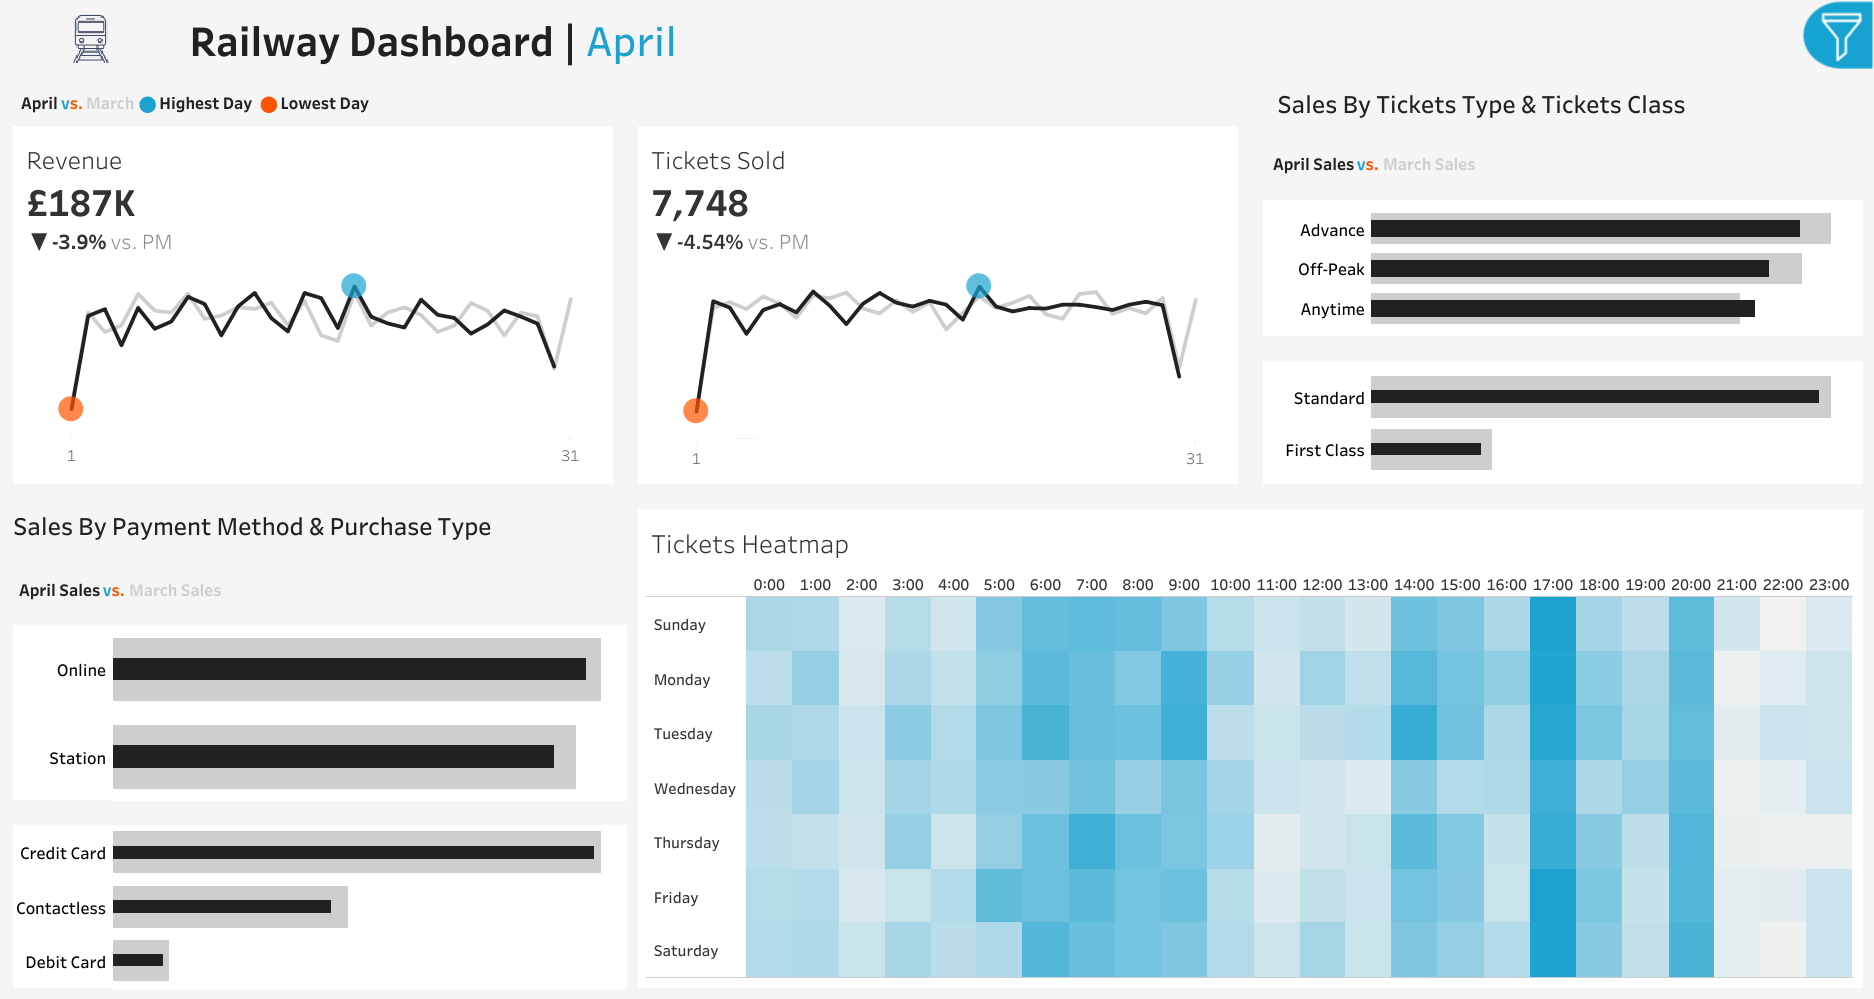 Railway Dashboard | April
April vs. March Highest Day Lowest Day
Revenue
£187K
▼ -3.9% vs. PM
1 31
Tickets Sold
7,748
▼ -4.54% vs. PM
1 31
Sales By Tickets Type & Tickets Class
April Sales vs. March Sales
Advance
Off-Peak
Anytime
Standard
First Class
Sales By Payment Method & Purchase Type
April Sales vs. March Sales
Online
Station
Credit Card
Contactless
Debit Card
Tickets Heatmap
0:00 1:00 2:00 3:00 4:00 5:00 6:00 7:00 8:00 9:00 10:00 11:00 12:00 13:00 14:00 15:00 16:00 17:00 18:00 19:00 20:00 21:00 22:00 23:00
Sunday
Monday
Tuesday
Wednesday
Thursday
Friday
Saturday